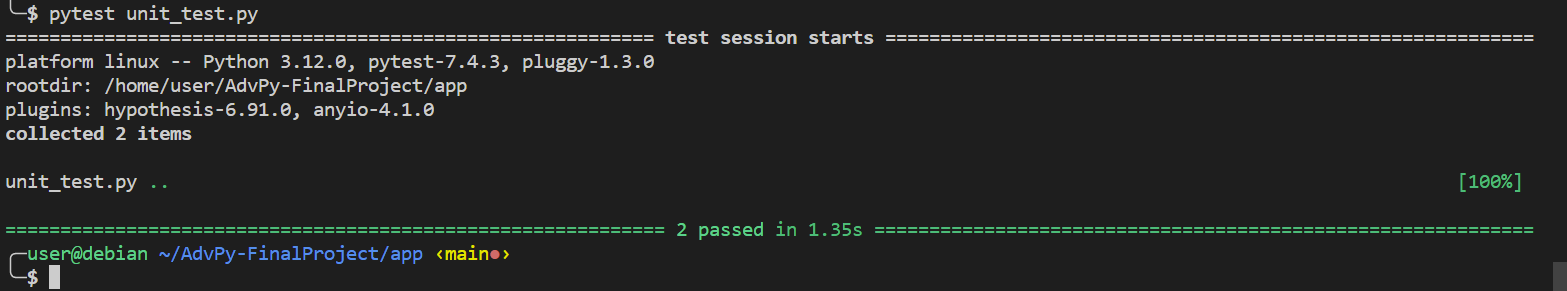 ╰─$ pytest unit_test.py
=========================================================== test session starts ===========================================================
platform linux -- Python 3.12.0, pytest-7.4.3, pluggy-1.3.0
rootdir: /home/user/AdvPy-FinalProject/app
plugins: hypothesis-6.91.0, anyio-4.1.0
collected 2 items
unit_test.py .. [100%]
============================================================ 2 passed in 1.35s ============================================================
╭─user@debian ~/AdvPy-FinalProject/app ‹main●›
╰─$